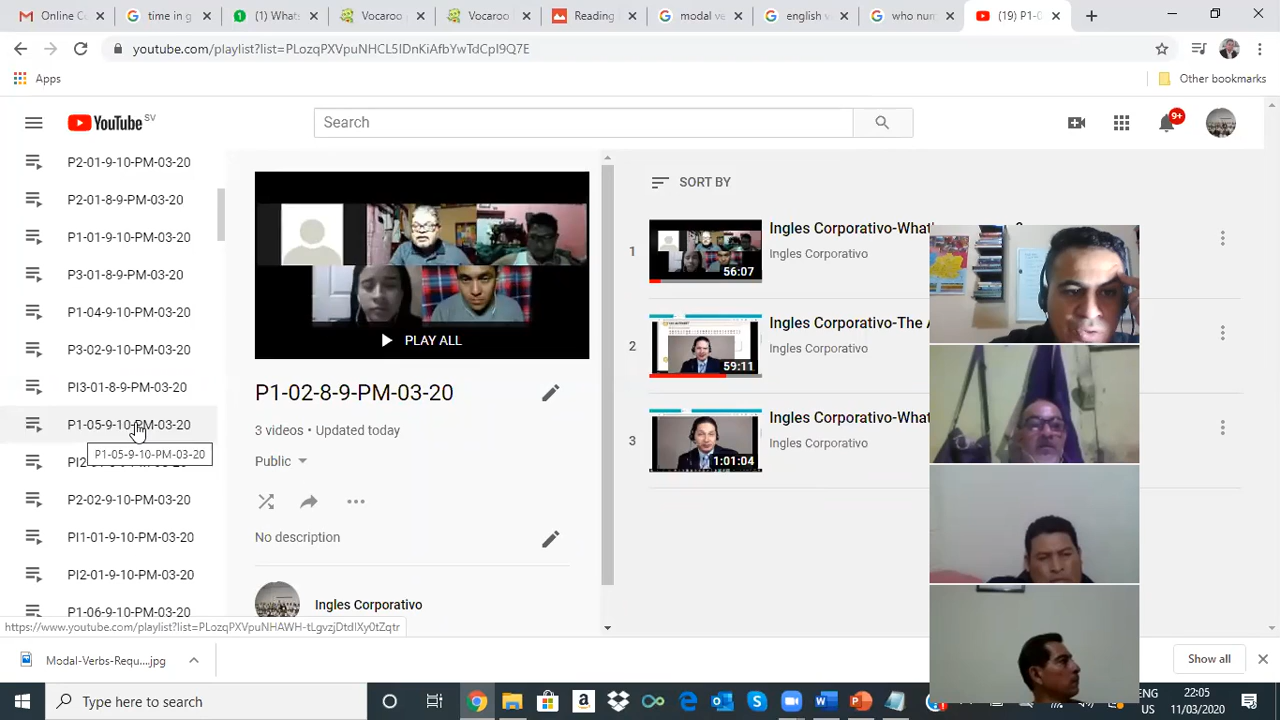 Online C
time in g
(1) Whats
Vocaroo
Vocaroo
Reading
modal
english v
who num
(19) P1-0
youtube.com/playlist?list=PLozqPXVpuNHCL5IDnKiAfbYwTdCpI9Q7E
Apps
Other bookmarks
YouTube SV
Search
9+
P2-01-9-10-PM-03-20
P2-01-8-9-PM-03-20
P1-01-9-10-PM-03-20
P3-01-8-9-PM-03-20
P1-04-9-10-PM-03-20
P3-02-9-10-PM-03-20
PI3-01-8-9-PM-03-20
P1-05-9-10-PM-03-20
P1-05-9-10-PM-03-20
P2-02-9-10-PM-03-20
PI1-01-9-10-PM-03-20
PI2-01-9-10-PM-03-20
P1-06-9-10-PM-03-20
PLAY ALL
P1-02-8-9-PM-03-20
3 videos • Updated today
Public
No description
Ingles Corporativo
SORT BY
1
56:07
Ingles Corporativo-What
Ingles Corporativo
2
59:11
Ingles Corporativo-The
Ingles Corporativo
3
1:01:04
Ingles Corporativo-What
Ingles Corporativo
https://www.youtube.com/playlist?list=PLozqPXVpuNHAWH-tLgvzjDtdIXy0tZqtr
Modal-Verbs-Requ....jpg
Show all
Type here to search
ENG
22:05
11/03/2020